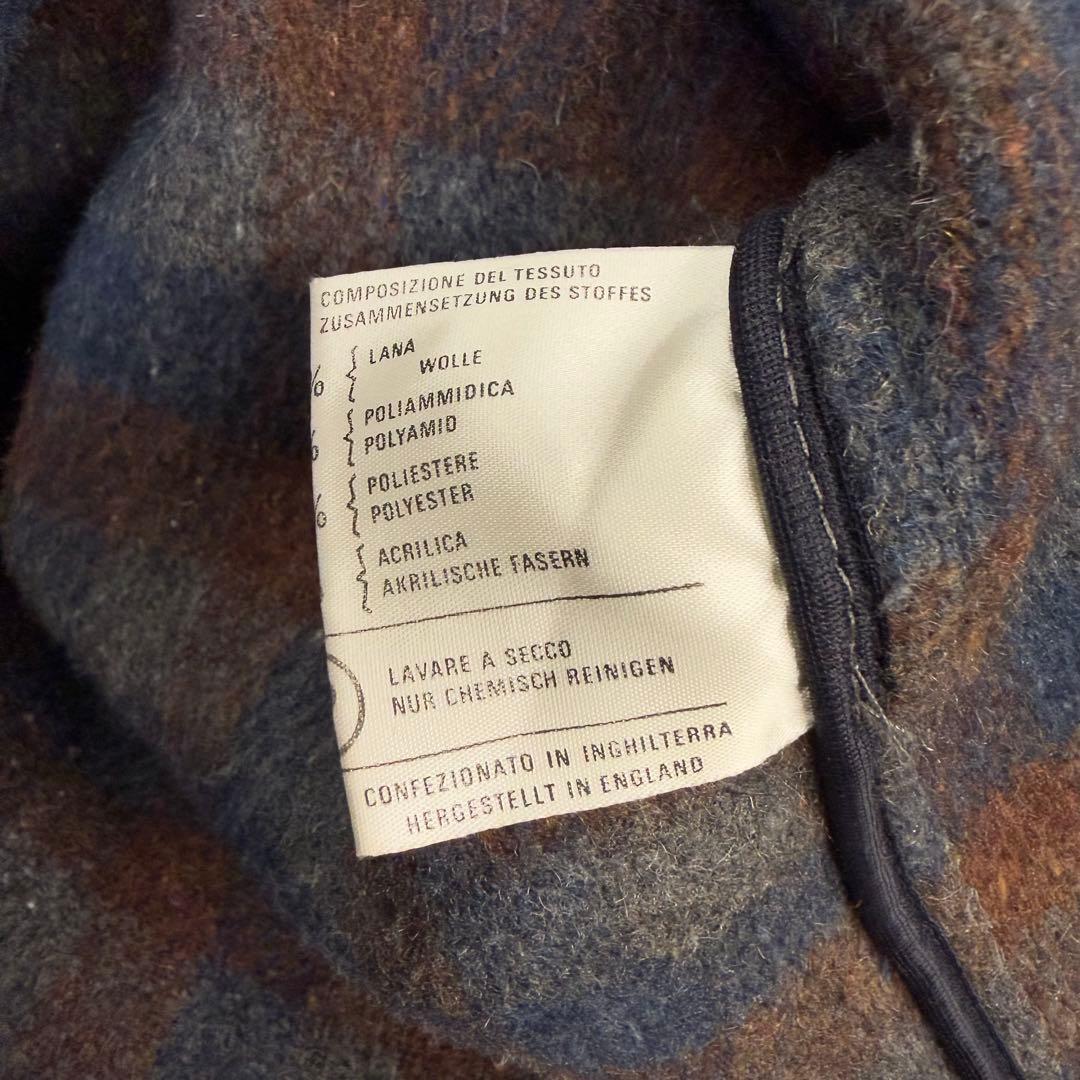 COMPOSIZIONE DEL TESSUTO
ZUSAMMENSETZUNG DES STOFFES
% LANA
WOLLE
% POLIAMMIDICA
POLYAMID
% POLIESTERE
POLYESTER
ACRILICA
AKRILISCHE FASERN
LAVARE A SECCO
NUR CHEMISCH REINIGEN
CONFEZIONATO IN INGHILTERRA
HERGESTELLT IN ENGLAND